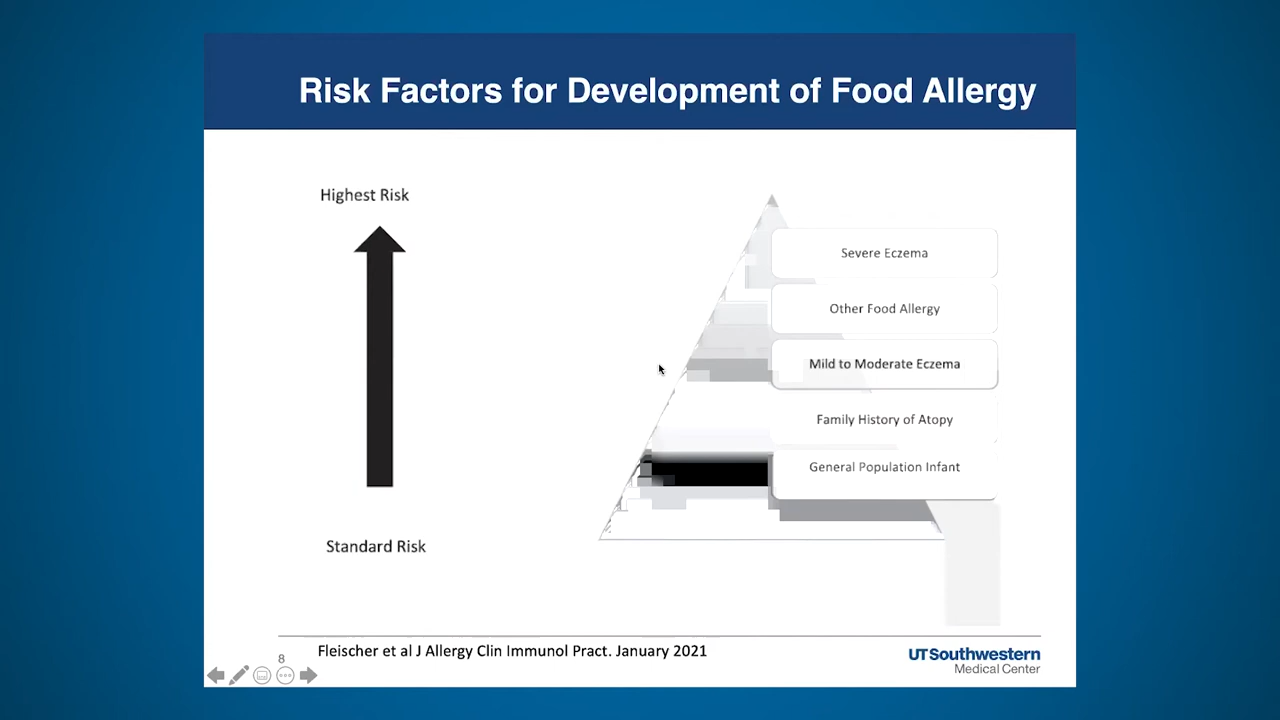 Risk Factors for Development of Food Allergy
Highest Risk
Severe Eczema
Other Food Allergy
Mild to Moderate Eczema
Family History of Atopy
General Population Infant
Standard Risk
Fleischer et al J Allergy Clin Immunol Pract. January 2021
8
UTSouthwestern
Medical Center